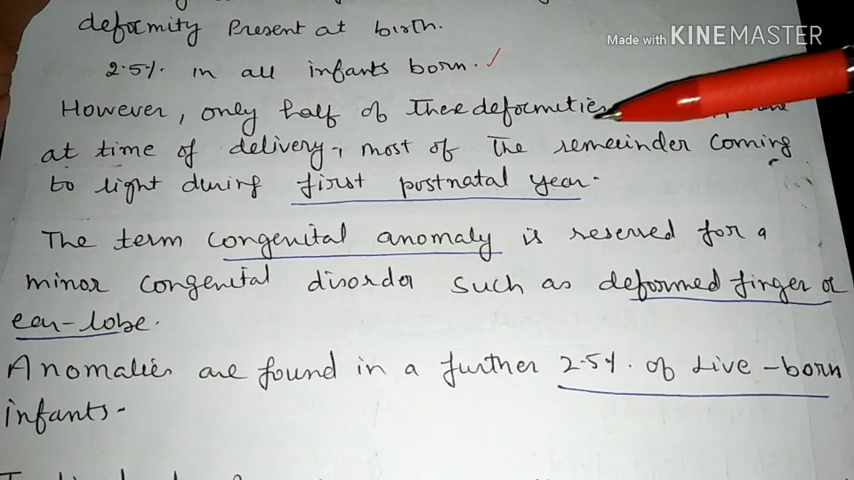 deformity Present at birth.
2.5% in all infants born.
However, only half of these deformities
at time of delivery, most of the remainder coming
to light during first postnatal year.
The term congenital anomaly is reserved for a
minor congenital disorder such as deformed finger or
ear-lobe.
Anomalies are found in a further 2.5% of Live-born
infants.
Made with KINEMASTER